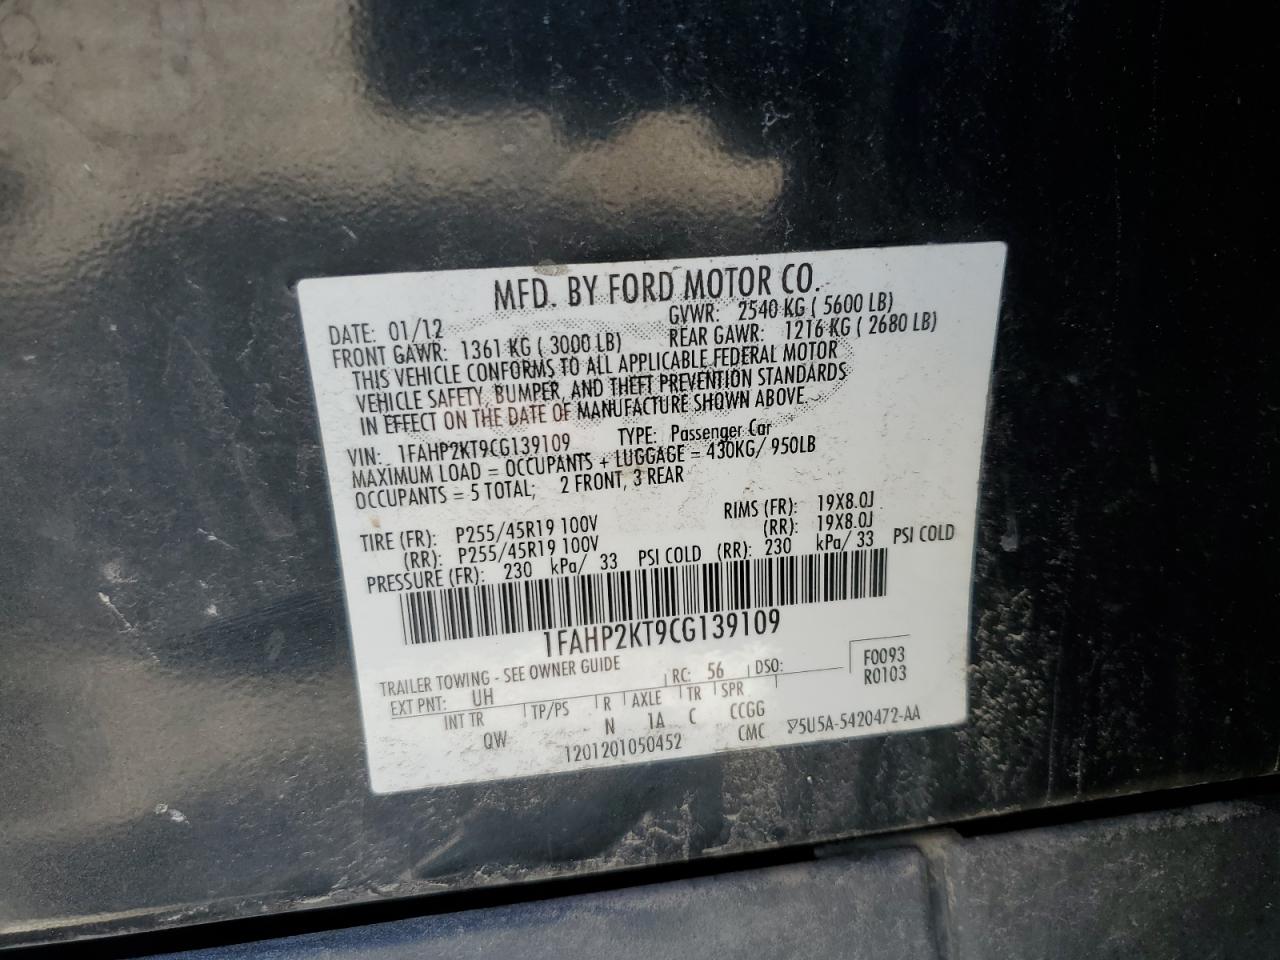 MFD. BY FORD MOTOR CO.
DATE: 01/12 GVWR: 2540 KG ( 5600 LB)
FRONT GAWR: 1361 KG ( 3000 LB) REAR GAWR: 1216 KG ( 2680 LB)
THIS VEHICLE CONFORMS TO ALL APPLICABLE FEDERAL MOTOR
VEHICLE SAFETY, BUMPER, AND THEFT PREVENTION STANDARDS
IN EFFECT ON THE DATE OF MANUFACTURE SHOWN ABOVE.
VIN: 1FAHP2KT9CG139109 TYPE: Passenger Car
MAXIMUM LOAD = OCCUPANTS + LUGGAGE = 430KG/ 950LB
OCCUPANTS = 5 TOTAL; 2 FRONT, 3 REAR
TIRE (FR): P255/45R19 100V RIMS (FR): 19X8.0J
(RR): P255/45R19 100V (RR): 19X8.0J
PRESSURE (FR): 230 kPa/ 33 PSI COLD (RR): 230 kPa/ 33 PSI COLD
1FAHP2KT9CG139109
TRAILER TOWING - SEE OWNER GUIDE
F0093
R0103
EXT PNT: UH RC: 56 DSO:
INT TR TP/PS R AXLE TR SPR
QW N 1A C CCGG
1201201050452 CMC 5U5A-5420472-AA